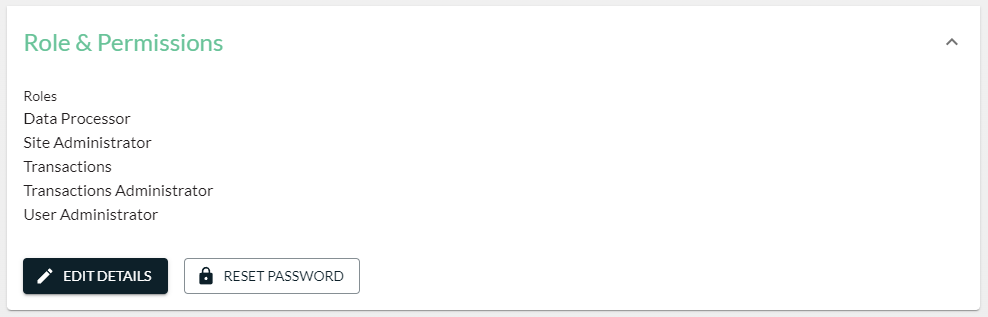 Role & Permissions
Roles
Data Processor
Site Administrator
Transactions
Transactions Administrator
User Administrator
EDIT DETAILS
RESET PASSWORD